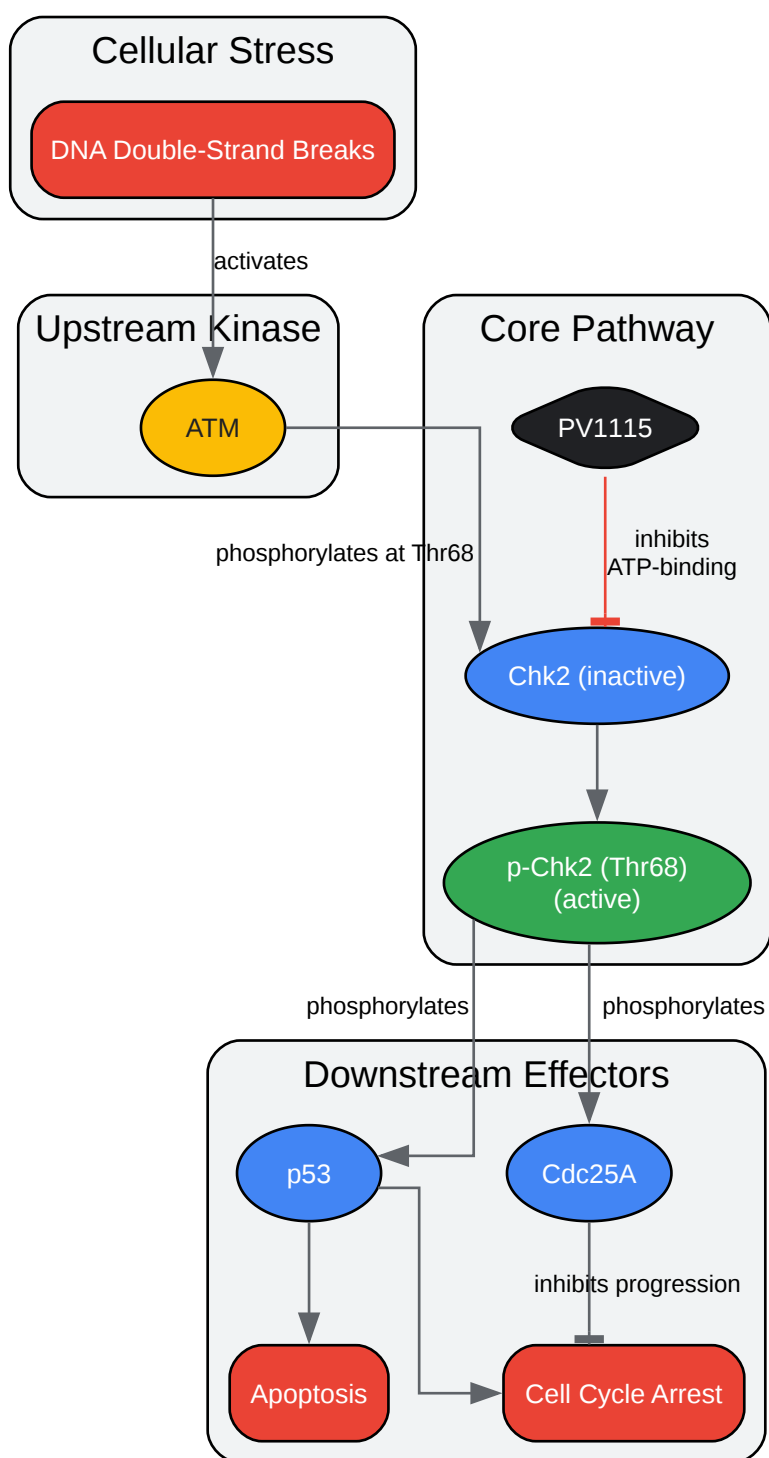 Cellular Stress
DNA Double-Strand Breaks
activates
Upstream Kinase
Core Pathway
ATM
PV1115
phosphorylates at Thr68
inhibits
ATP-binding
Chk2 (inactive)
p-Chk2 (Thr68)
(active)
phosphorylates
phosphorylates
Downstream Effectors
p53
Cdc25A
inhibits progression
Apoptosis
Cell Cycle Arrest